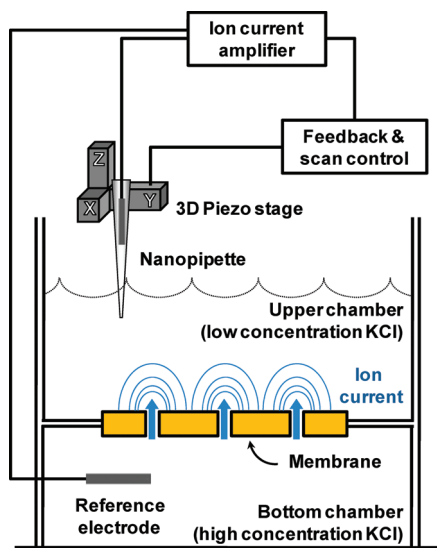 Ion current
amplifier
Feedback &
scan control
Z
X
Y
3D Piezo stage
Nanopipette
Upper chamber
(low concentration KCl)
Ion
current
Membrane
Reference
electrode
Bottom chamber
(high concentration KCl)